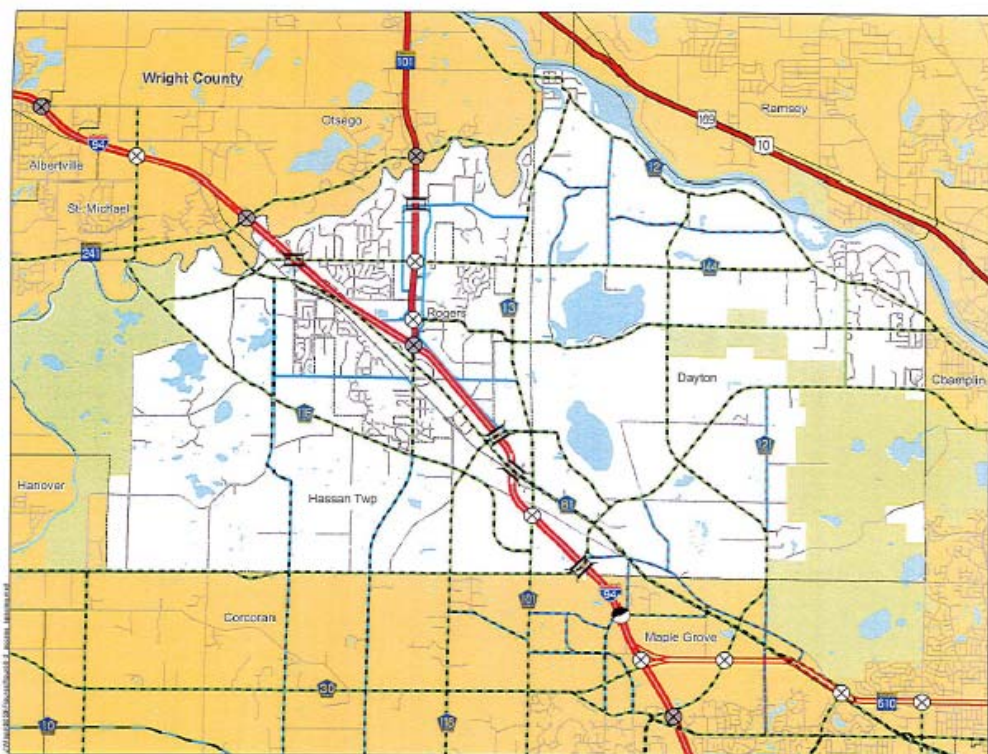 101
Wright County
Otsego
Ramsey
169
94
10
Albertville
12
St. Michael
241
144
13
Rogers
Dayton
Champlin
116
121
Hanover
Hassan Twp
81
101
94
Corcoran
Maple Grove
30
610
10
116